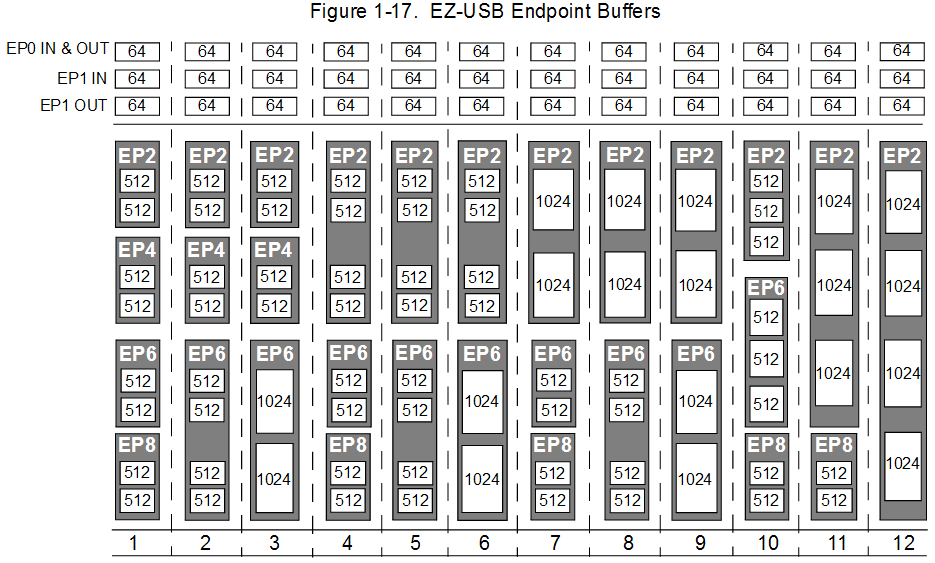 Figure 1-17. EZ-USB Endpoint Buffers
EP0 IN & OUT 64 64 64 64 64 64 64 64 64 64 64 64
EP1 IN 64 64 64 64 64 64 64 64 64 64 64 64
EP1 OUT 64 64 64 64 64 64 64 64 64 64 64 64
EP2 EP2 EP2 EP2 EP2 EP2 EP2 EP2 EP2 EP2 EP2 EP2
512 512 512 512 512 512 1024 1024 1024 512 1024 1024
512 512 512 512 512 512 512
EP4 EP4 EP4 512
512 512 512 512 512 512 1024 1024 1024 1024 1024
512 512 512 512 512 512 EP6
512
EP6 EP6 EP6 EP6 EP6 EP6 EP6 EP6 EP6 512
512 512 1024 512 512 1024 512 512 1024 1024 1024
512 512 512 512 512 512 512
EP8 EP8 EP8 EP8 EP8
512 512 1024 512 512 1024 512 512 1024 512 512 1024
512 512 512 512 512 512 512 512
1 2 3 4 5 6 7 8 9 10 11 12